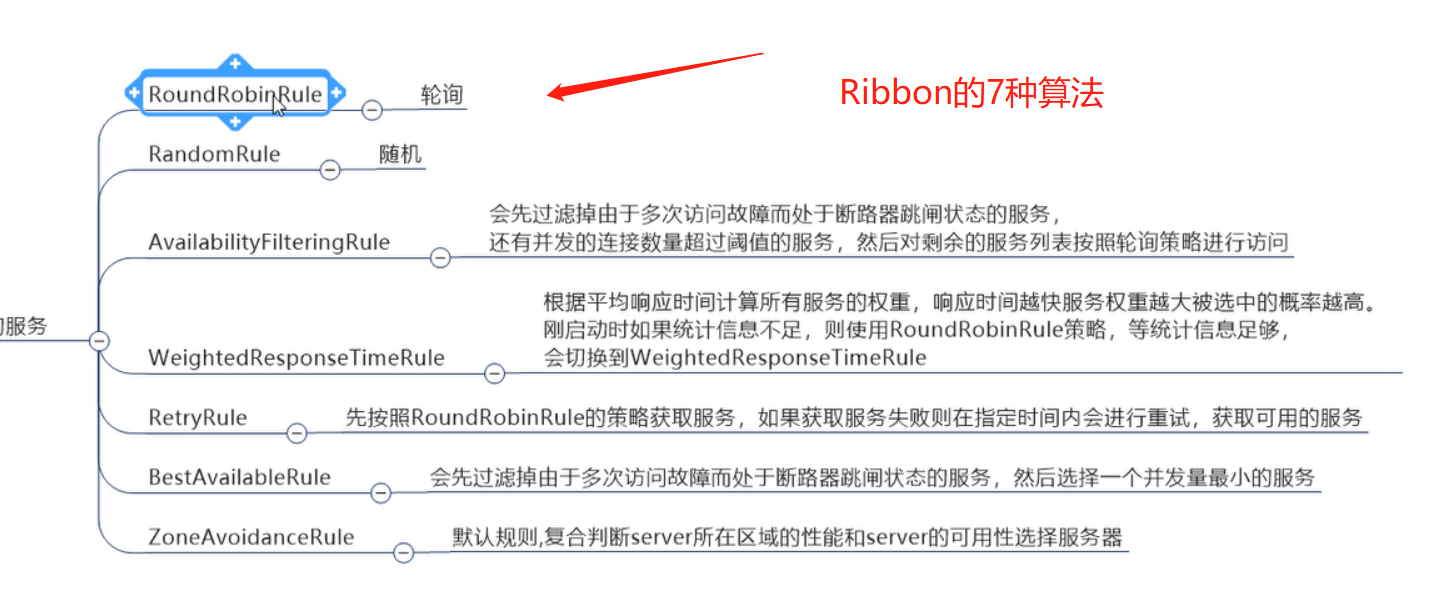 RoundRobinRule
轮询
Ribbon的7种算法
RandomRule
随机
会先过滤掉由于多次访问故障而处于断路器跳闸状态的服务，
AvailabilityFilteringRule
还有并发的连接数量超过阈值的服务，然后对剩余的服务列表按照轮询策略进行访问
根据平均响应时间计算所有服务的权重，响应时间越快服务权重越大被选中的概率越高。
刚启动时如果统计信息不足，则使用RoundRobinRule策略，等统计信息足够，
服务
WeightedResponseTimeRule
会切换到WeightedResponseTimeRule
RetryRule
先按照RoundRobinRule的策略获取服务，如果获取服务失败则在指定时间内会进行重试，获取可用的服务
BestAvailableRule
会先过滤掉由于多次访问故障而处于断路器跳闸状态的服务，然后选择一个并发量最小的服务
ZoneAvoidanceRule
默认规则,复合判断server所在区域的性能和server的可用性选择服务器